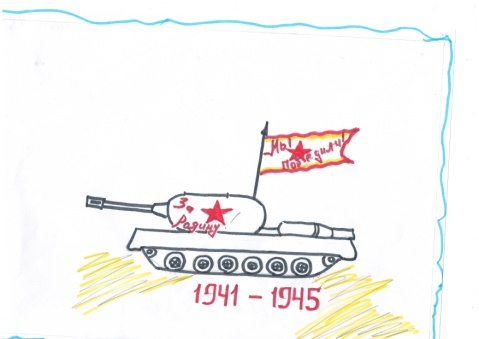 Мы!
Победили!
За
Родину
1941 – 1945